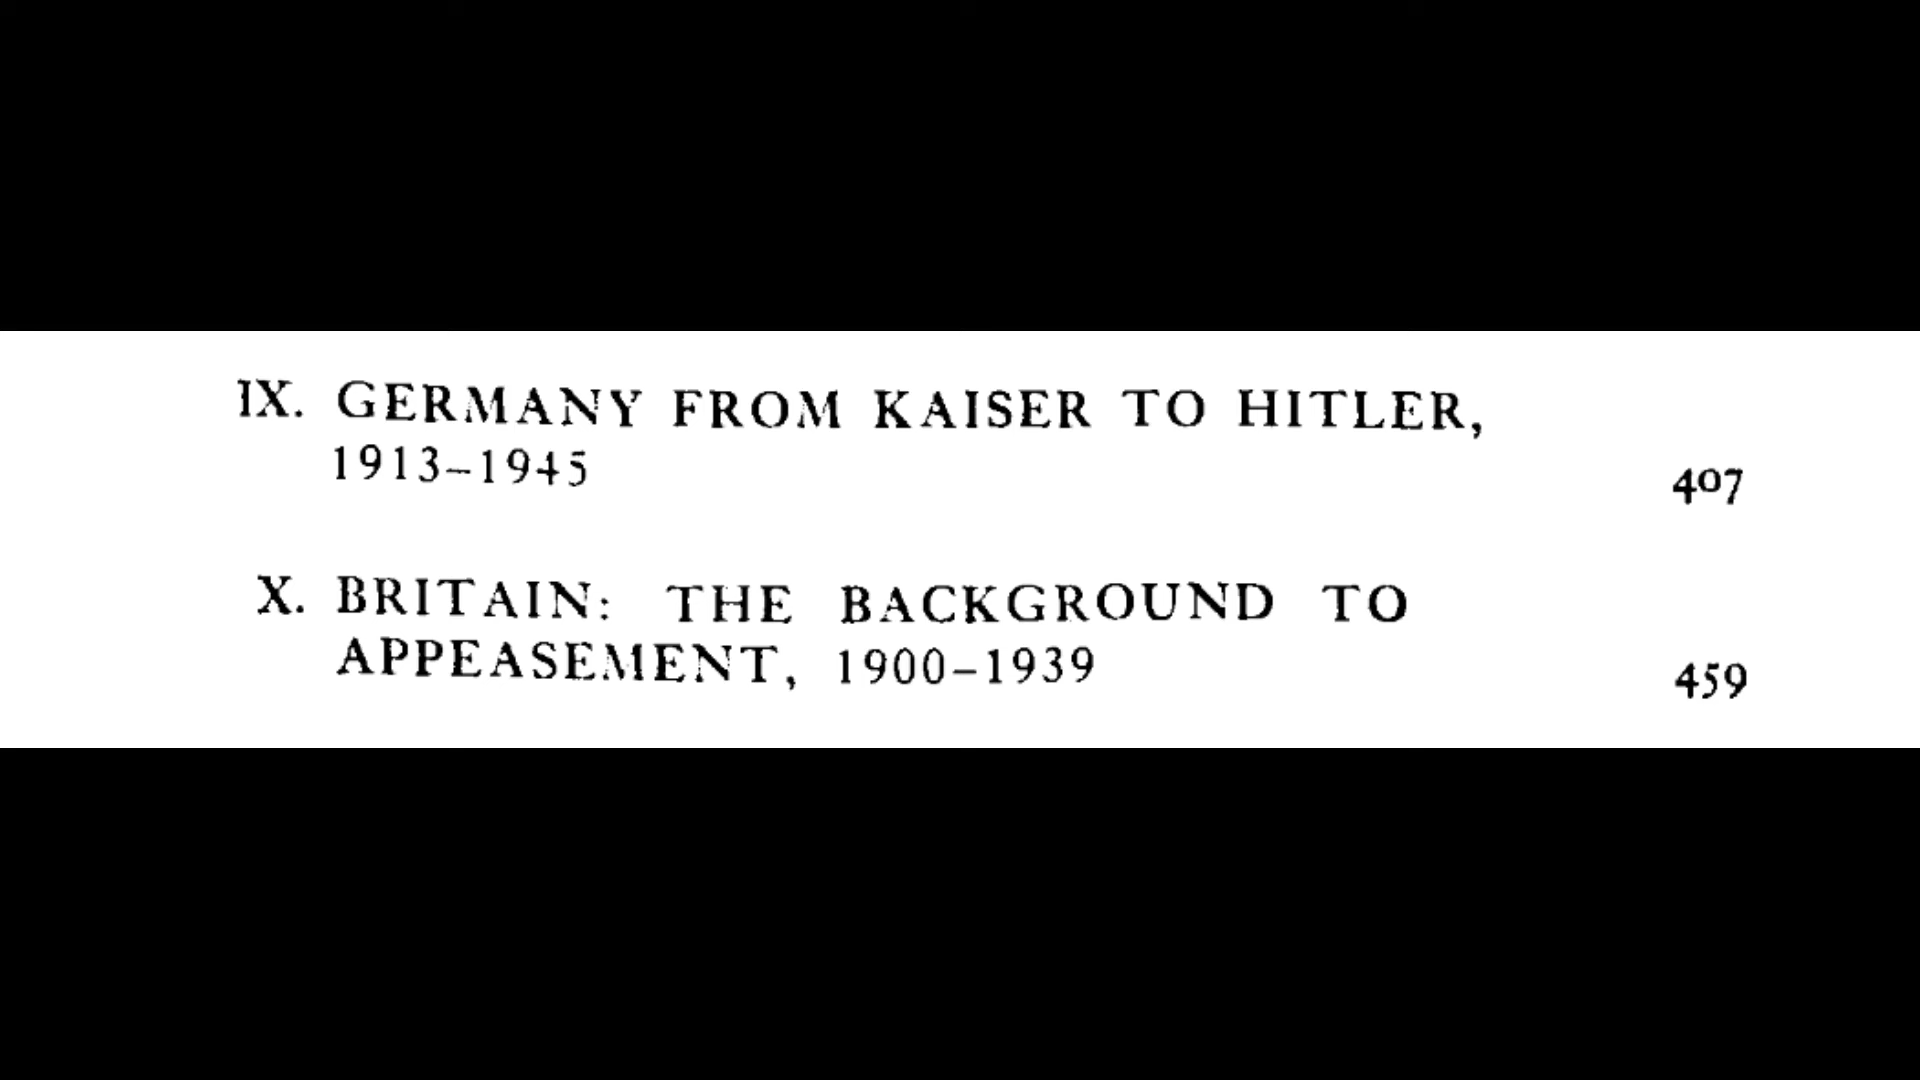 IX. GERMANY FROM KAISER TO HITLER,
1913–1945 407
X. BRITAIN: THE BACKGROUND TO
APPEASEMENT, 1900–1939 459